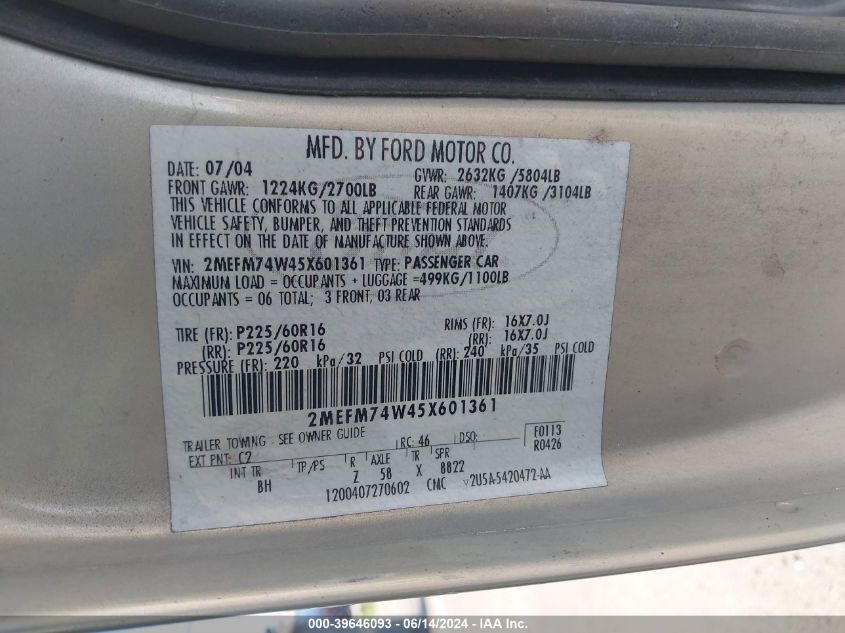 MFD. BY FORD MOTOR CO.
DATE: 07/04 GVWR: 2632KG /5804LB
FRONT GAWR: 1224KG/2700LB REAR GAWR: 1407KG /3104LB
THIS VEHICLE CONFORMS TO ALL APPLICABLE FEDERAL MOTOR
VEHICLE SAFETY, BUMPER, AND THEFT PREVENTION STANDARDS
IN EFFECT ON THE DATE OF MANUFACTURE SHOWN ABOVE.
VIN: 2MEFM74W45X601361 TYPE: PASSENGER CAR
MAXIMUM LOAD = OCCUPANTS + LUGGAGE =499KG/1100LB
OCCUPANTS = 06 TOTAL; 3 FRONT, 03 REAR
TIRE (FR): P225/60R16 RIMS (FR): 16X7.0J
(RR): P225/60R16 (RR): 16X7.0J
PRESSURE (FR): 220 kPa/32 PSI COLD (RR): 240 kPa/35 PSI COLD
2MEFM74W45X601361
TRAILER TOWING - SEE OWNER GUIDE F0113
EXT PNT: C2 RC: 46 DSO: R0426
INT TR TP/PS R AXLE TR SPR
BH Z 58 X 8822
1200407270602 CMC V2USA-5420472-AA
000-39646093 - 06/14/2024 - IAA Inc.